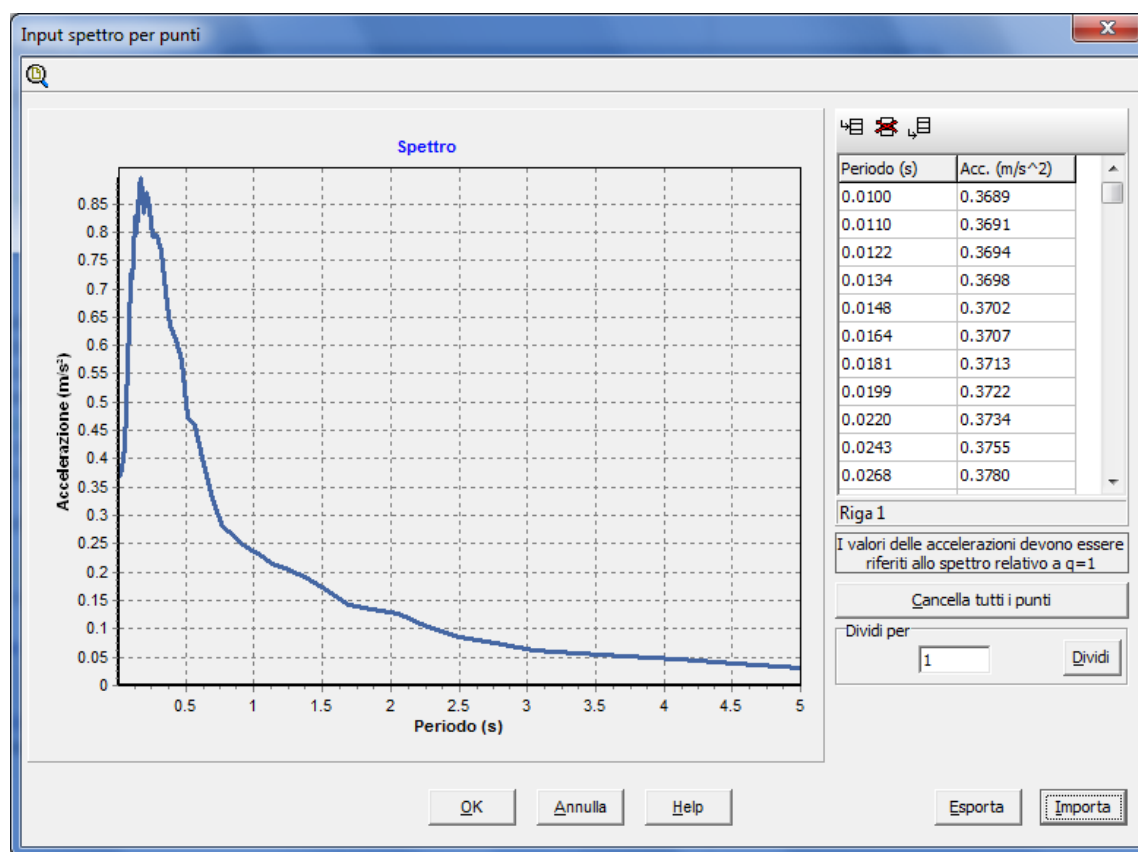 Input spettro per punti
Spettro
Accelerazione (m/s²)
0.85
0.8
0.75
0.7
0.65
0.6
0.55
0.5
0.45
0.4
0.35
0.3
0.25
0.2
0.15
0.1
0.05
0
0.5 1 1.5 2 2.5 3 3.5 4 4.5 5
Periodo (s)
Periodo (s) Acc. (m/s^2)
0.0100 0.3689
0.0110 0.3691
0.0122 0.3694
0.0134 0.3698
0.0148 0.3702
0.0164 0.3707
0.0181 0.3713
0.0199 0.3722
0.0220 0.3734
0.0243 0.3755
0.0268 0.3780
Riga 1
I valori delle accelerazioni devono essere
riferiti allo spettro relativo a q=1
Cancella tutti i punti
Dividi per
1 Dividi
OK Annulla Help Esporta Importa